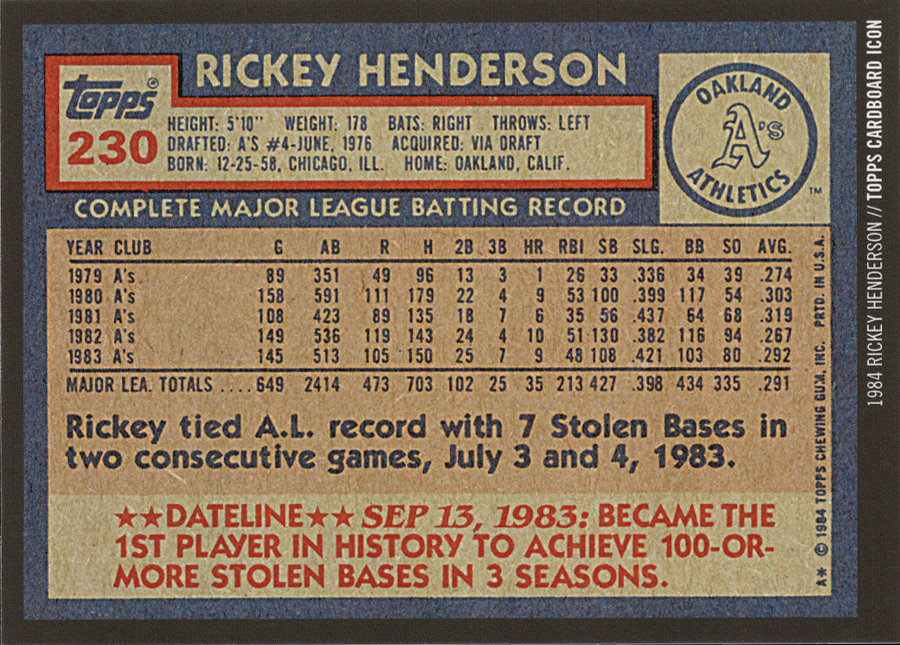 RICKEY HENDERSON
topps®
230
HEIGHT: 5'10" WEIGHT: 178 BATS: RIGHT THROWS: LEFT
DRAFTED: A'S #4-JUNE, 1976 ACQUIRED: VIA DRAFT
BORN: 12-25-58, CHICAGO, ILL. HOME: OAKLAND, CALIF.
OAKLAND
A's
ATHLETICS
TM
COMPLETE MAJOR LEAGUE BATTING RECORD
YEAR CLUB G AB R H 2B 3B HR RBI SB SLG. BB SO AVG.
1979 A's 89 351 49 96 13 3 1 26 33 .336 34 39 .274
1980 A's 158 591 111 179 22 4 9 53 100 .399 117 54 .303
1981 A's 108 423 89 135 18 7 6 35 56 .437 64 68 .319
1982 A's 149 536 119 143 24 4 10 51 130 .382 116 94 .267
1983 A's 145 513 105 150 25 7 9 48 108 .421 103 80 .292
MAJOR LEA. TOTALS ....649 2414 473 703 102 25 35 213 427 .398 434 335 .291
Rickey tied A.L. record with 7 Stolen Bases in
two consecutive games, July 3 and 4, 1983.
★★DATELINE★★ SEP 13, 1983: BECAME THE
1ST PLAYER IN HISTORY TO ACHIEVE 100-OR-
MORE STOLEN BASES IN 3 SEASONS.
A* © 1984 TOPPS CHEWING GUM, INC. PRTD. IN U.S.A.
1984 RICKEY HENDERSON // TOPPS CARDBOARD ICON